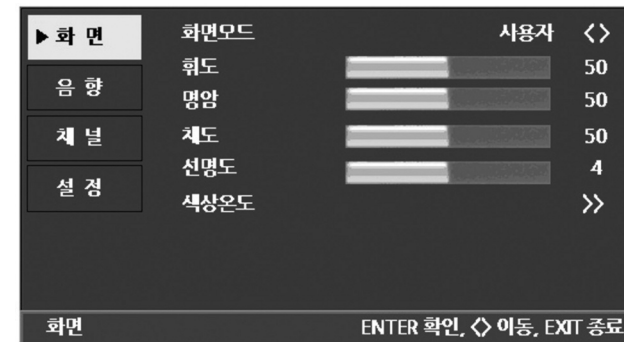 ▶화 면
음 향
채 널
설 정
화면모드 사용자 <>
휘도 50
명암 50
채도 50
선명도 4
색상온도 >>
화면 ENTER 확인, <> 이동, EXIT 종료